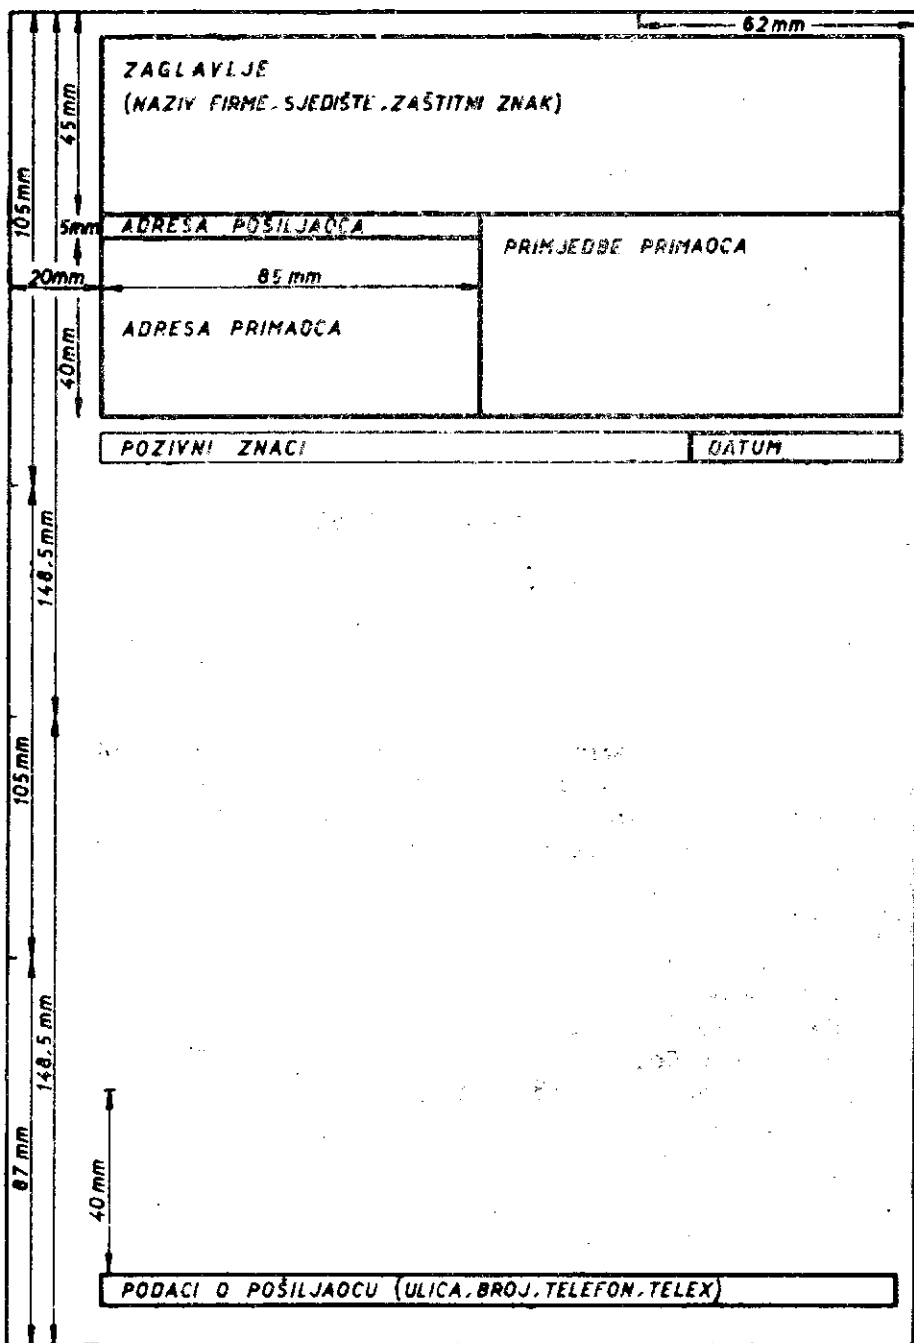 62mm
ZAGLAVLJE
(NAZIV FIRME, SJEDIŠTE, ZAŠTITNI ZNAK)
45mm
105mm
5mm
ADRESA POŠILJAOCA
PRIMJEDBE PRIMAOCA
20mm
85mm
ADRESA PRIMAOCA
40mm
POZIVNI ZNACI
DATUM
148.5mm
105mm
148.5mm
87mm
40mm
PODACI O POŠILJAOCU (ULICA, BROJ, TELEFON, TELEX)